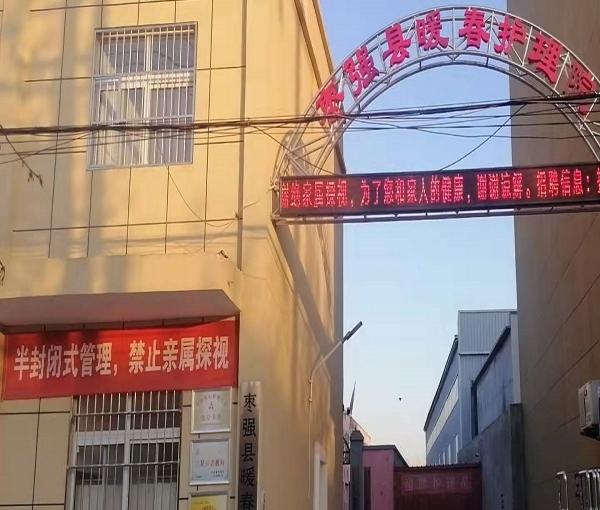 枣强县暖春护理院
谢绝家属探视，为了您和家人的健康，谢谢谅解。招聘信息：
半封闭式管理，禁止亲属探视
枣强县暖春